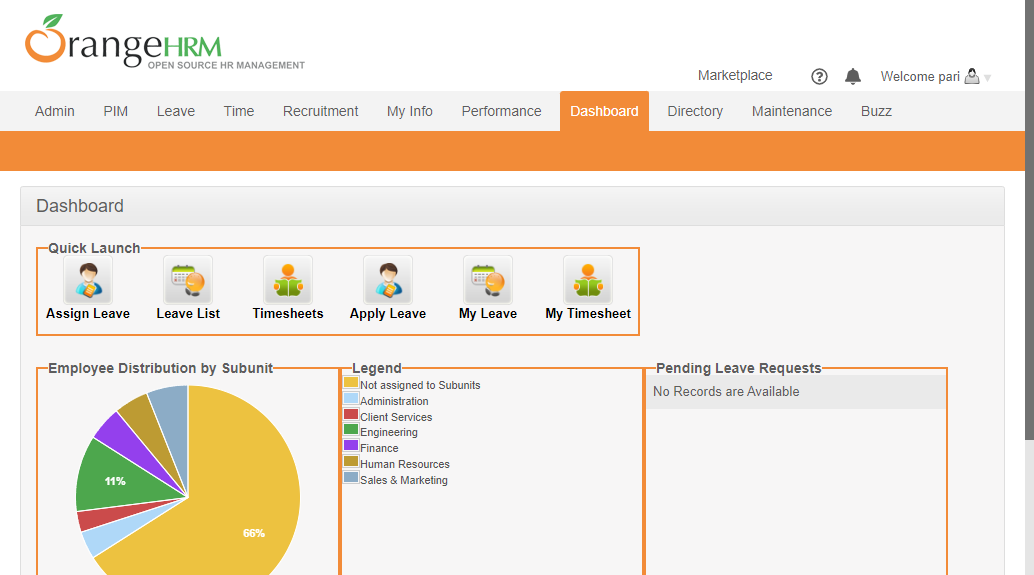 OrangeHRM
OPEN SOURCE HR MANAGEMENT
Marketplace ? Welcome pari
Admin PIM Leave Time Recruitment My Info Performance Dashboard Directory Maintenance Buzz
Dashboard
Quick Launch
Assign Leave Leave List Timesheets Apply Leave My Leave My Timesheet
Employee Distribution by Subunit
11%
66%
Legend
Not assigned to Subunits
Administration
Client Services
Engineering
Finance
Human Resources
Sales & Marketing
Pending Leave Requests
No Records are Available